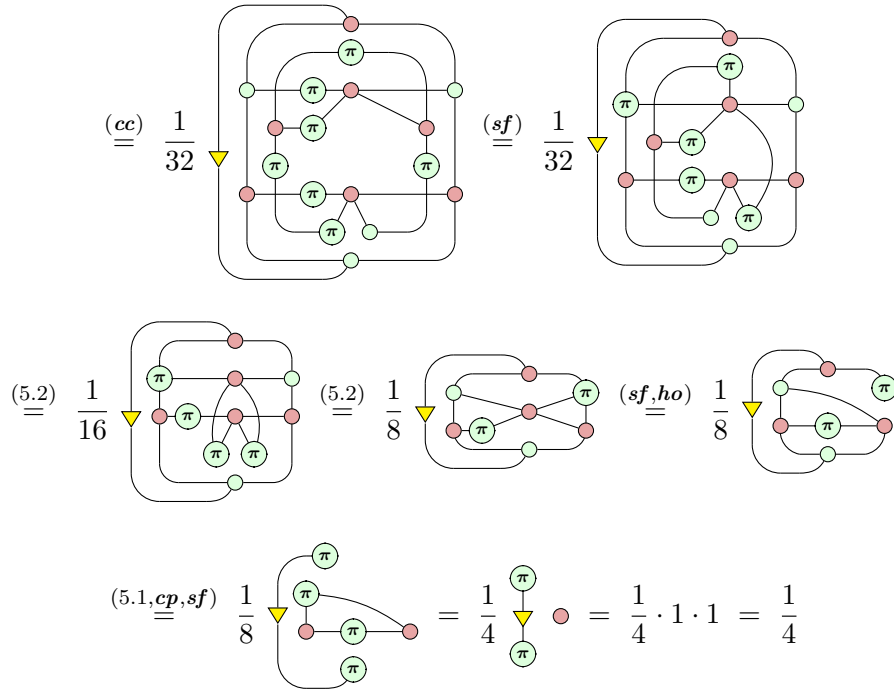 (cc) = 1/32 π π π π π π π (sf) = 1/32 π π π π π
(5.2) = 1/16 π π π π (5.2) = 1/8 π π (sf,ho) = 1/8 π π
(5.1,cp,sf) = 1/8 π π π π = 1/4 π π = 1/4 · 1 · 1 = 1/4